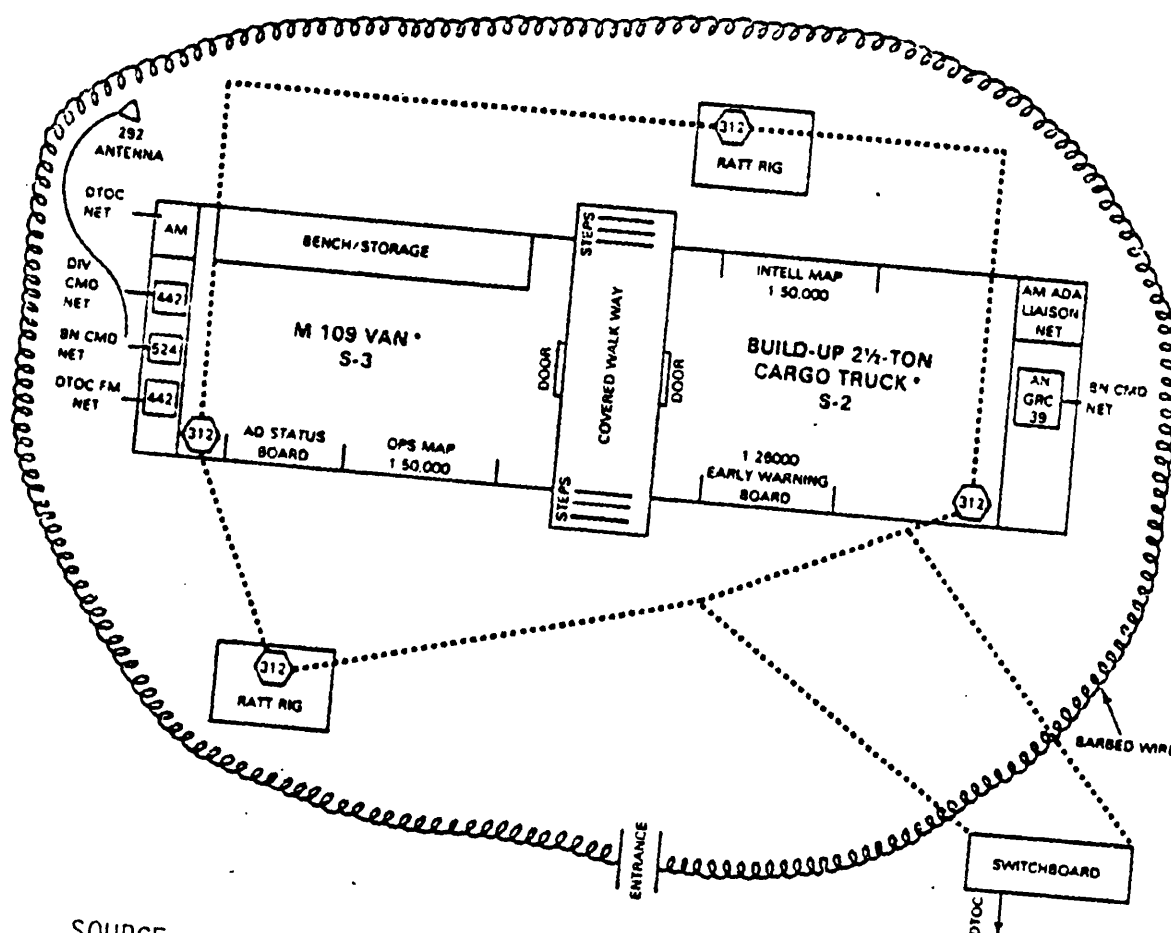 292
ANTENNA
312
RATT RIG
DTOC
NET
AM
BENCH/STORAGE
STEPS
INTELL MAP
1 50,000
AM ADA
LIAISON
NET
DIV
CMD
NET
442
M 109 VAN *
S-3
DOOR
COVERED WALK WAY
DOOR
BUILD-UP 2½-TON
CARGO TRUCK *
S-2
BN CMD
NET
524
AN
GRC
39
BN CMD
NET
DTOC FM
NET
442
312
AD STATUS
BOARD
OPS MAP
1 50,000
STEPS
1 26000
EARLY WARNING
BOARD
312
312
RATT RIG
BARBED WIRE
ENTRANCE
SWITCHBOARD
DTOC
SOURCE